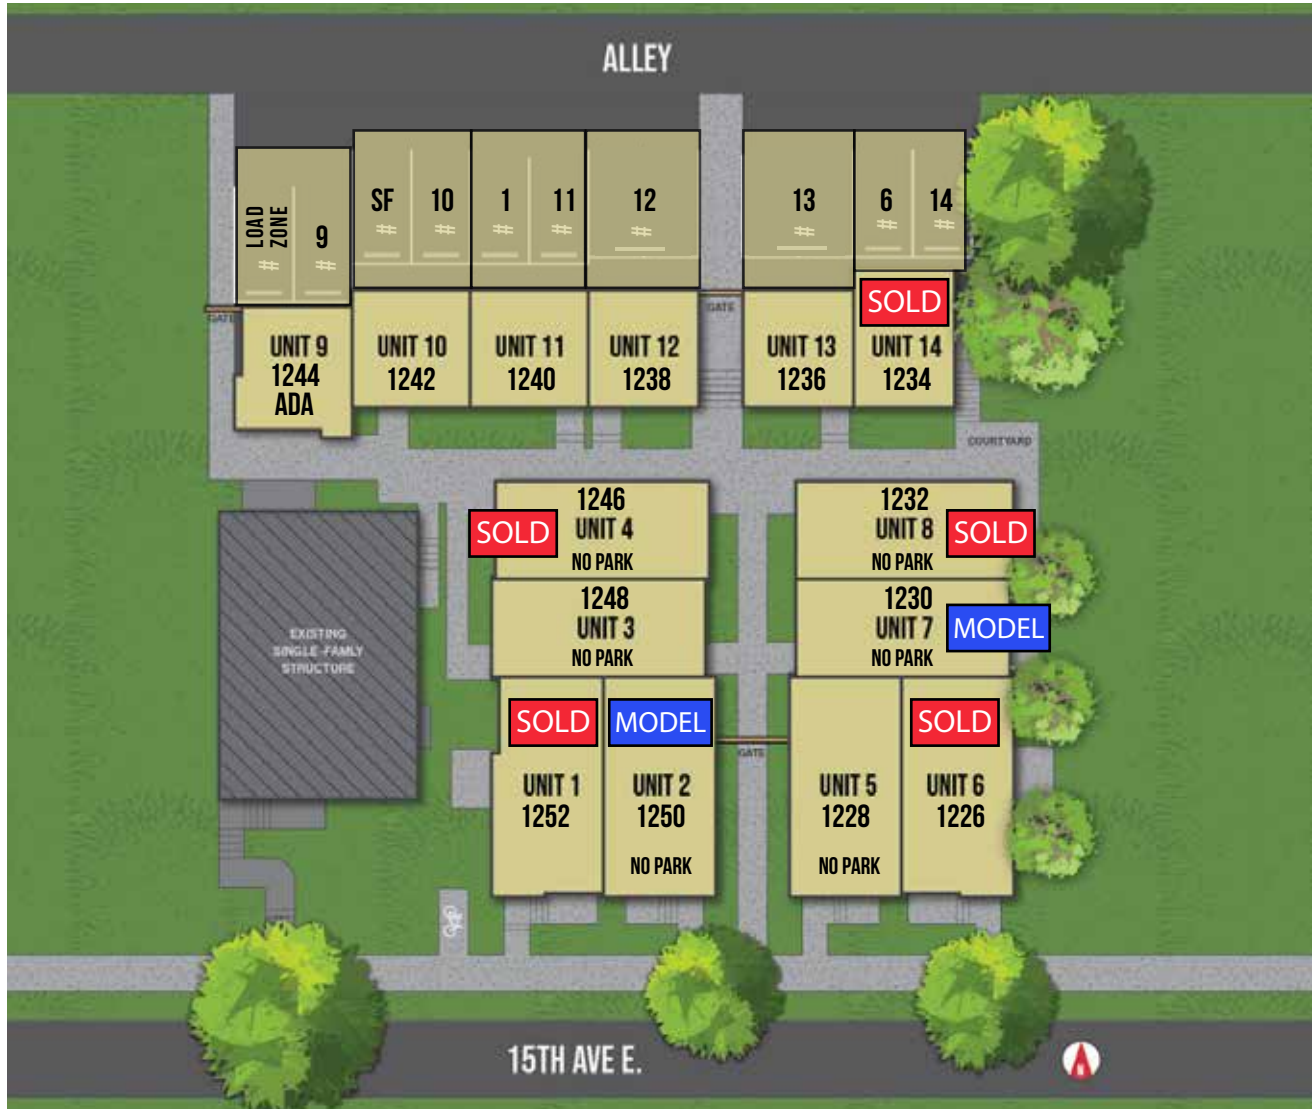 ALLEY
LOAD
ZONE
9
SF
10
1
11
12
13
6
14
GATE
GATE
SOLD
UNIT 9
1244
ADA
UNIT 10
1242
UNIT 11
1240
UNIT 12
1238
UNIT 13
1236
UNIT 14
1234
COURTYARD
1246
SOLD
UNIT 4
NO PARK
1232
UNIT 8
SOLD
NO PARK
1248
UNIT 3
NO PARK
1230
UNIT 7
MODEL
NO PARK
EXISTING
SINGLE-FAMLY
STRUCTURE
SOLD
UNIT 1
1252
MODEL
UNIT 2
1250
NO PARK
GATE
UNIT 5
1228
NO PARK
SOLD
UNIT 6
1226
15TH AVE E.